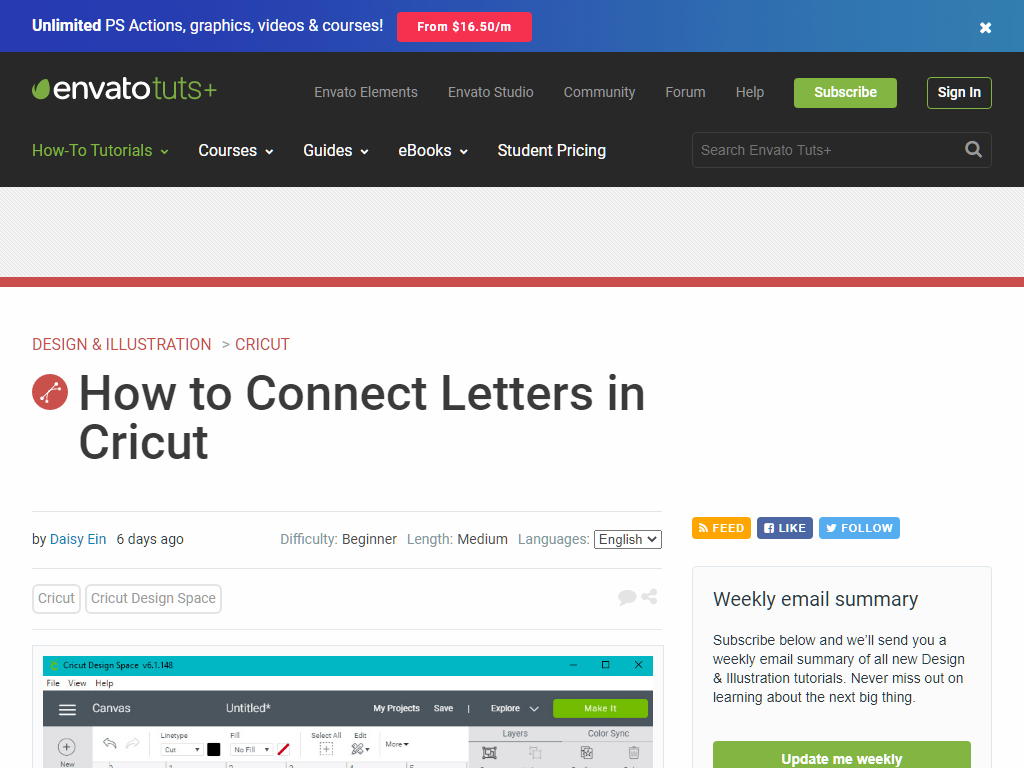 Unlimited PS Actions, graphics, videos & courses!
From $16.50/m
envatotuts+
Envato Elements
Envato Studio
Community
Forum
Help
Subscribe
Sign In
How-To Tutorials
Courses
Guides
eBooks
Student Pricing
Search Envato Tuts+
DESIGN & ILLUSTRATION > CRICUT
How to Connect Letters in
Cricut
by Daisy Ein 6 days ago
Difficulty: Beginner Length: Medium Languages: English
FEED
LIKE
FOLLOW
Cricut
Cricut Design Space
Weekly email summary
Subscribe below and we'll send you a
weekly email summary of all new Design
& Illustration tutorials. Never miss out on
learning about the next big thing.
Update me weekly
Cricut Design Space v6.1.148
File View Help
Canvas
Untitled*
My Projects
Save
|
Explore
Make It
Linetype
Cut
Fill
No Fill
Select All
Edit
More
Layers
Color Sync
New
0 1 2 3 4 5